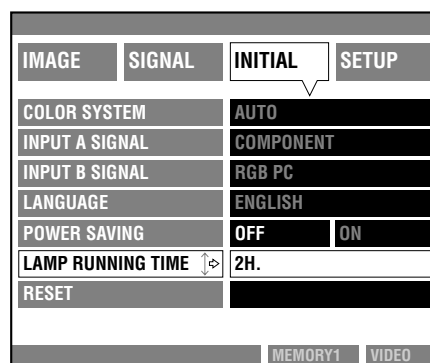 IMAGE SIGNAL INITIAL SETUP
COLOR SYSTEM AUTO
INPUT A SIGNAL COMPONENT
INPUT B SIGNAL RGB PC
LANGUAGE ENGLISH
POWER SAVING OFF ON
LAMP RUNNING TIME 2H.
RESET
MEMORY1 VIDEO